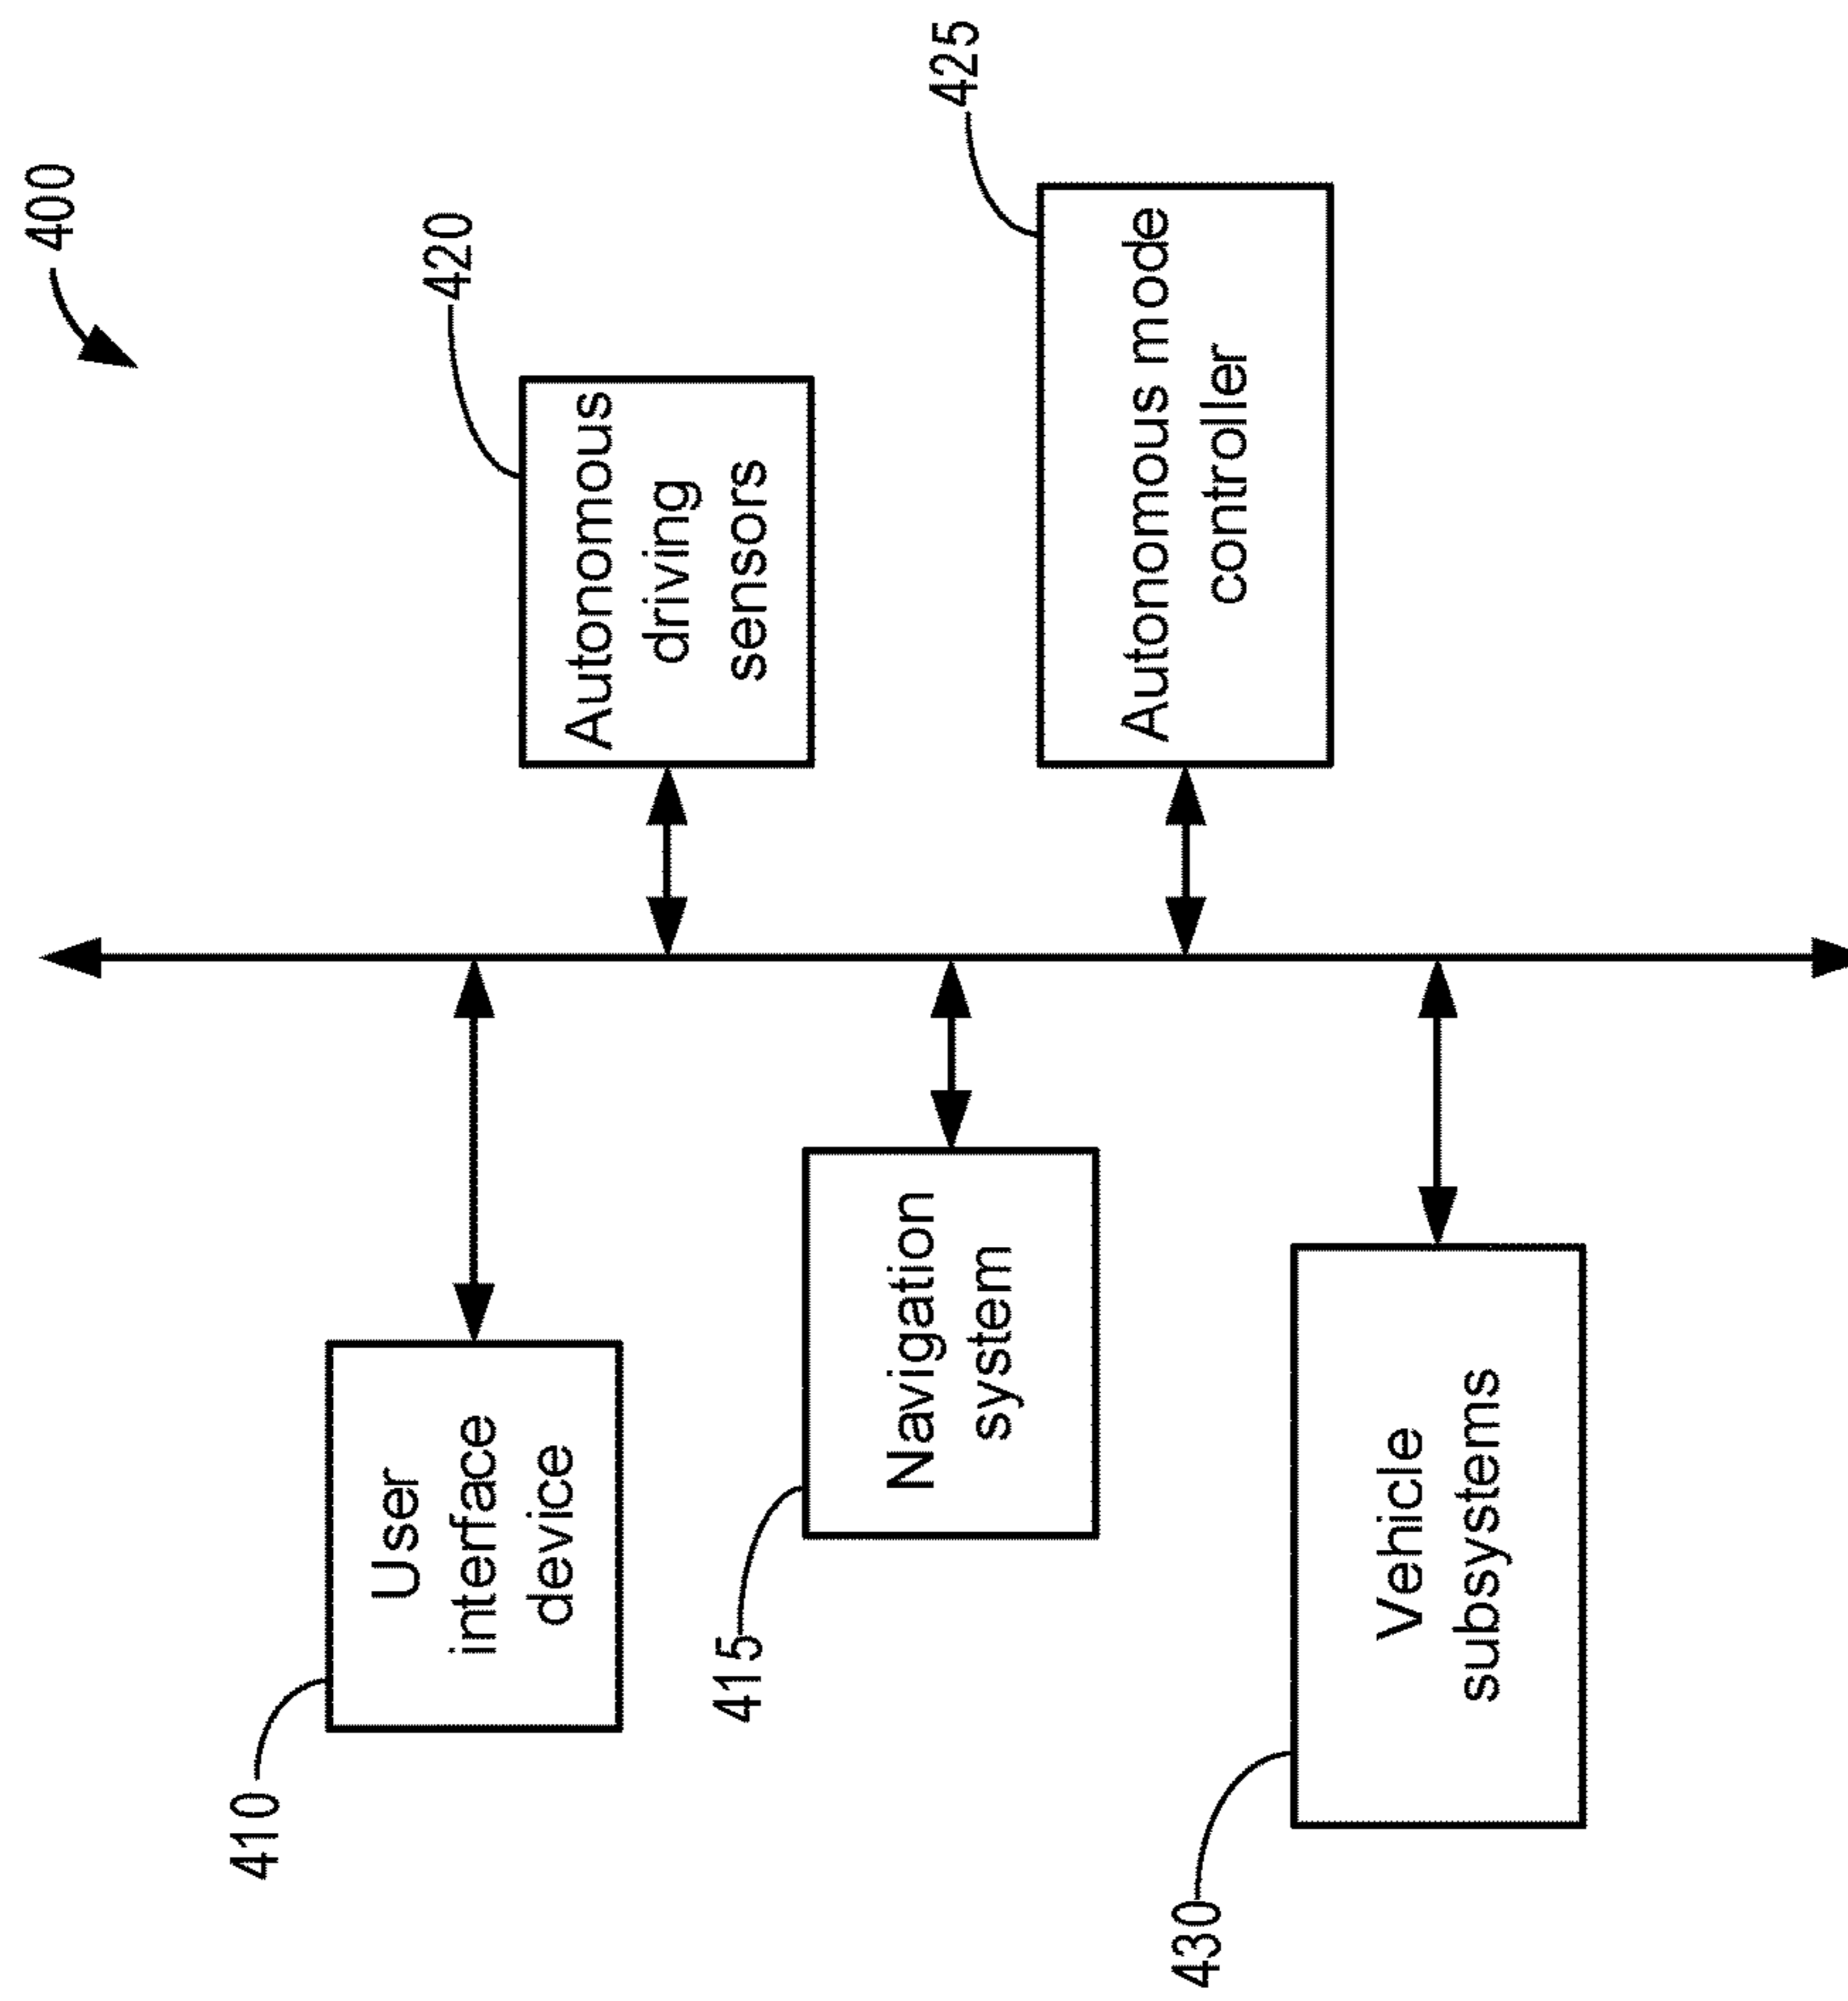 400
410
User
interface
device
420
Autonomous
driving
sensors
415
Navigation
system
425
Autonomous mode
controller
430
Vehicle
subsystems